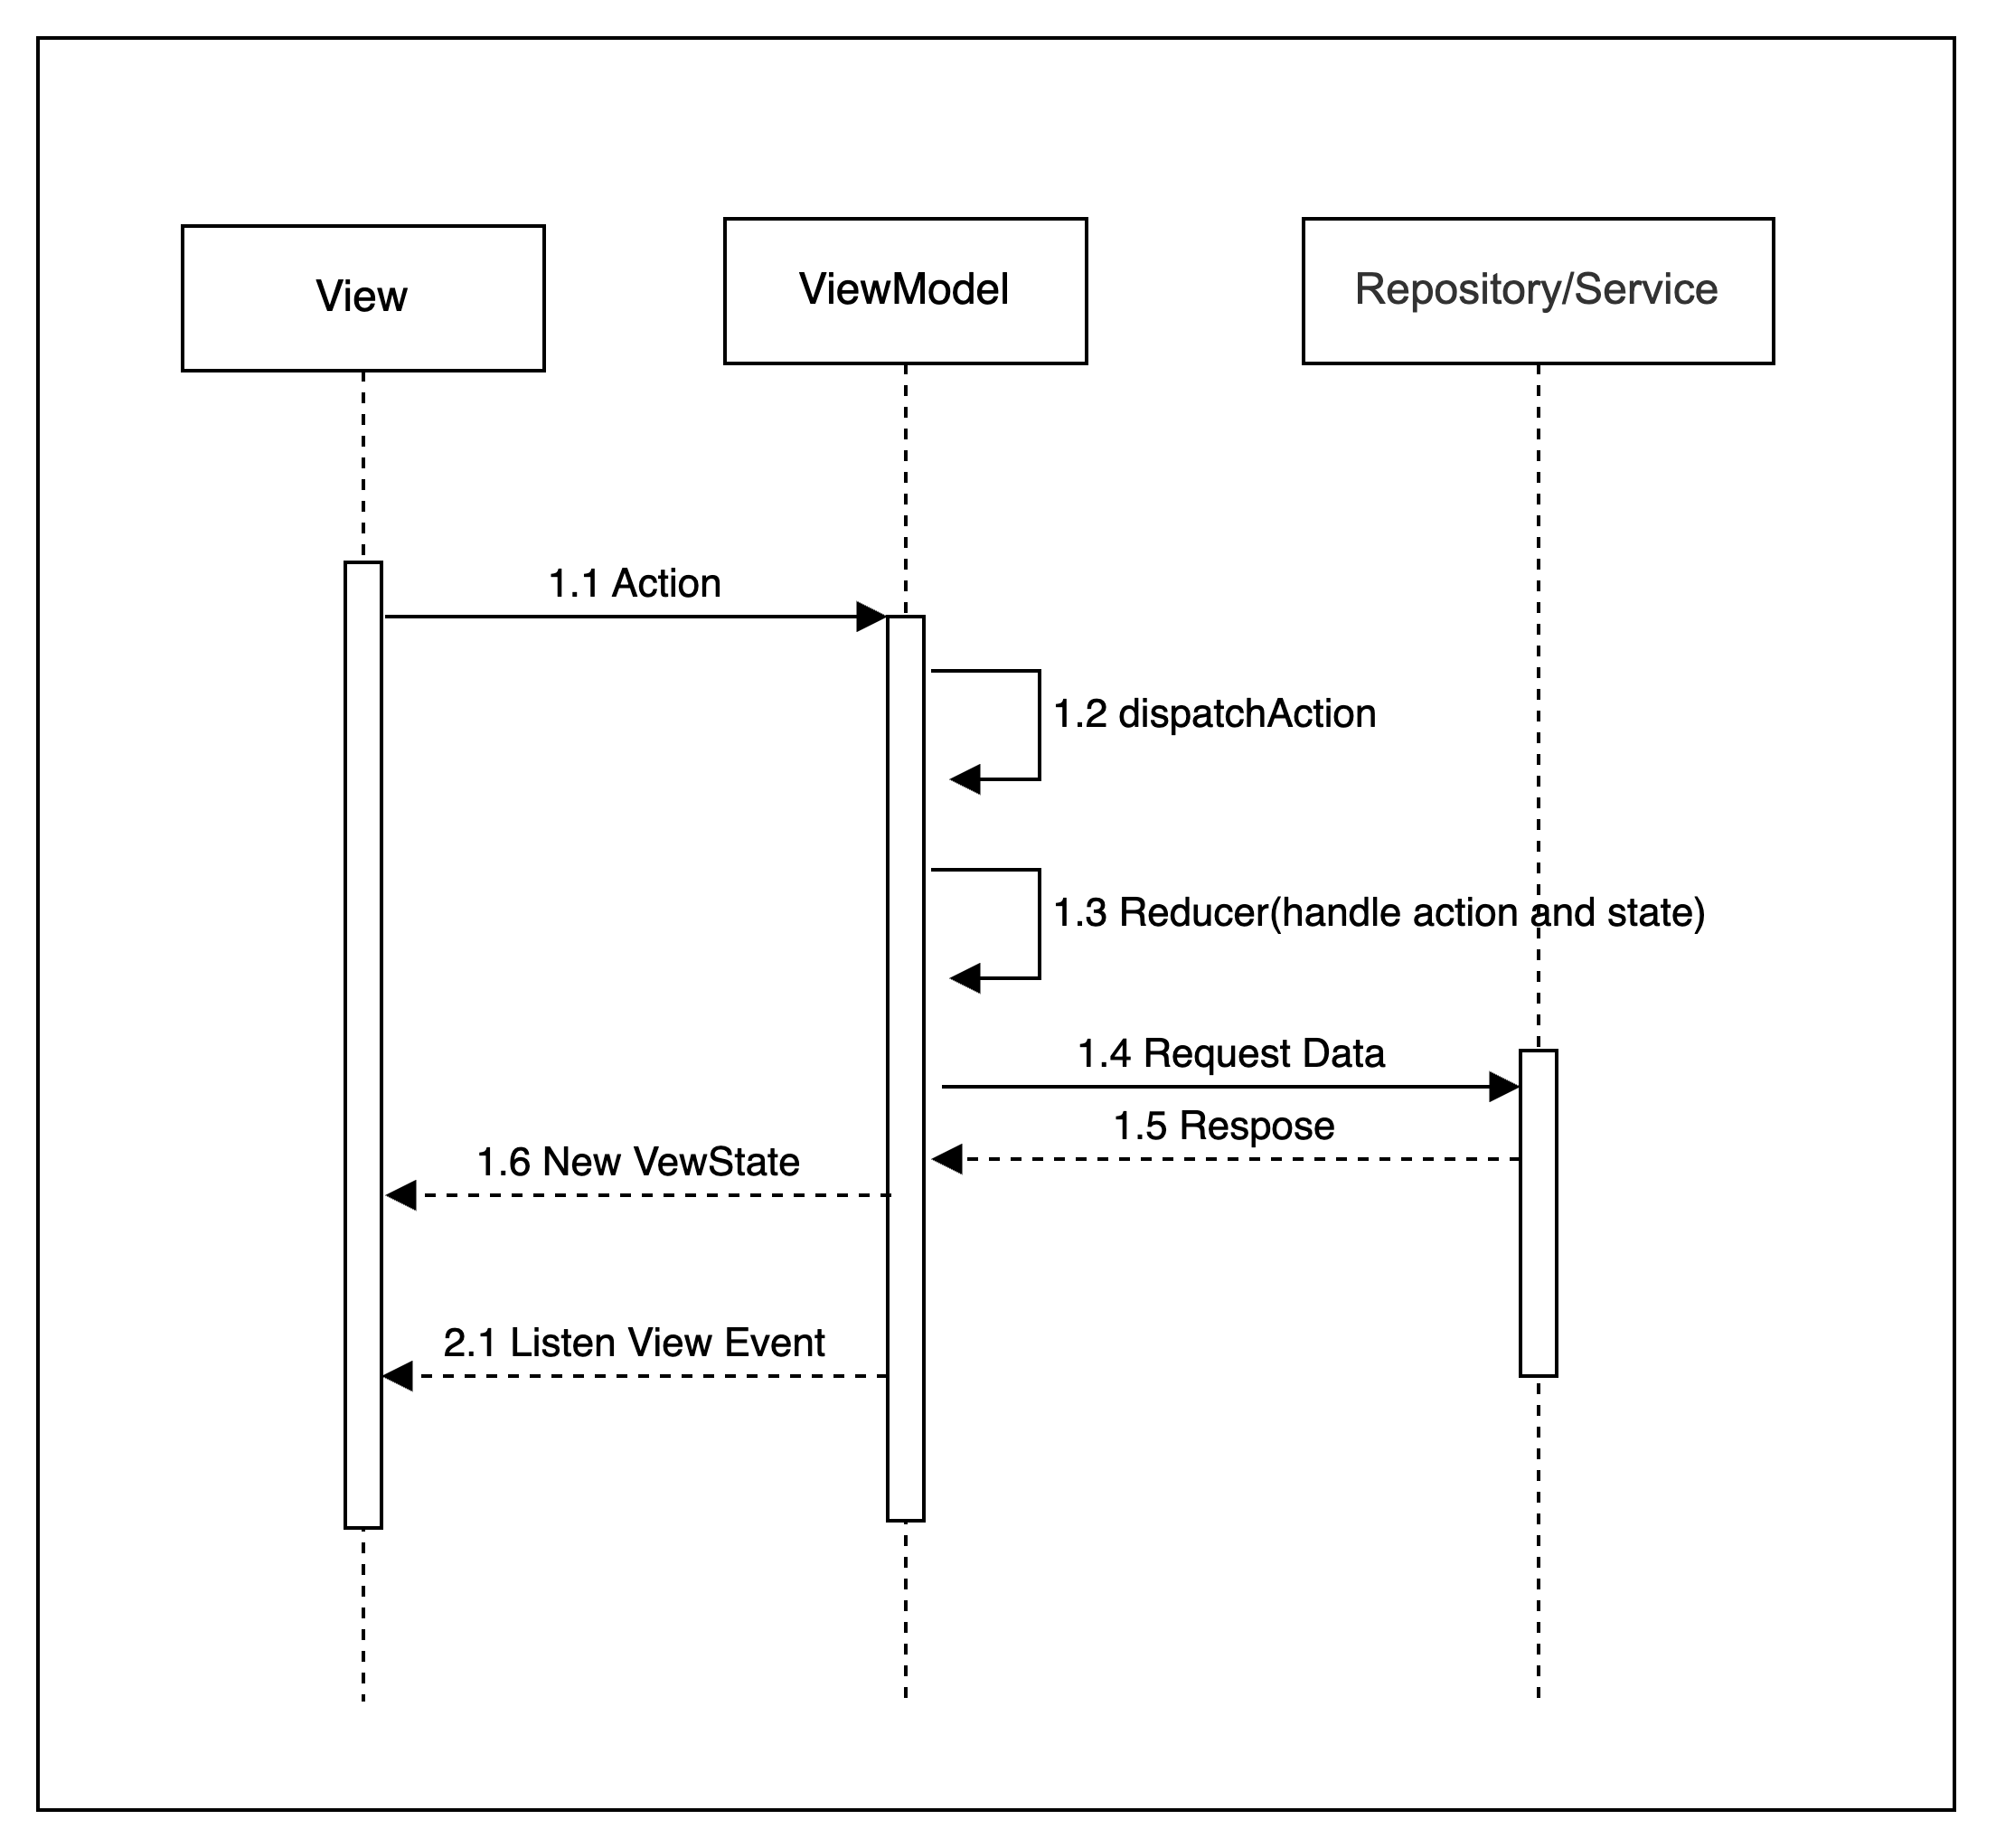 View
ViewModel
Repository/Service
1.1 Action
1.2 dispatchAction
1.3 Reducer(handle action and state)
1.4 Request Data
1.5 Respose
1.6 New VewState
2.1 Listen View Event